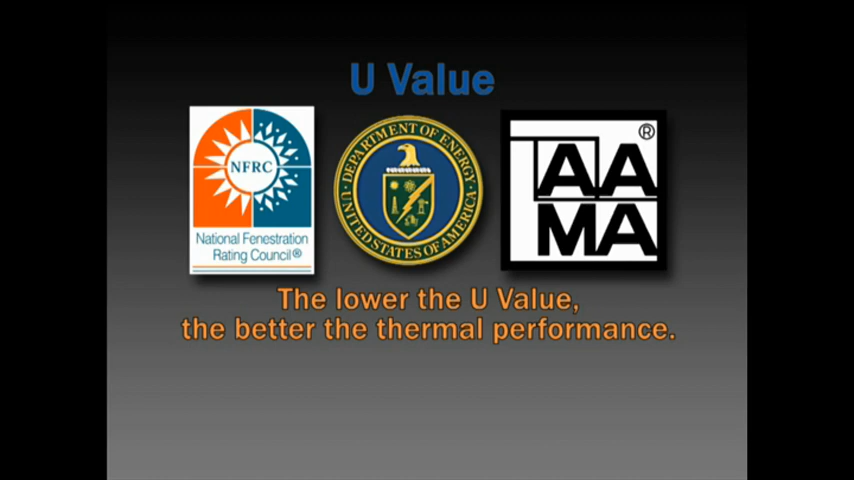 U Value
NFRC
National Fenestration
Rating Council®
DEPARTMENT OF ENERGY
UNITED STATES OF AMERICA
®
AA
MA
The lower the U Value,
the better the thermal performance.